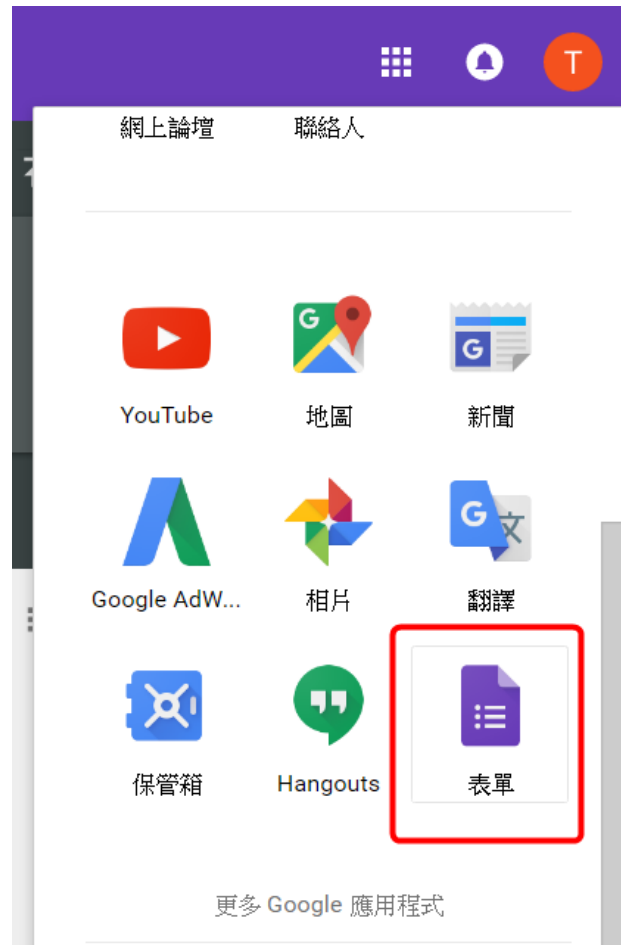 T
網上論壇 聯絡人
G
G
YouTube 地圖 新聞
G 文
Google AdW... 相片 翻譯
保管箱 Hangouts 表單
更多 Google 應用程式